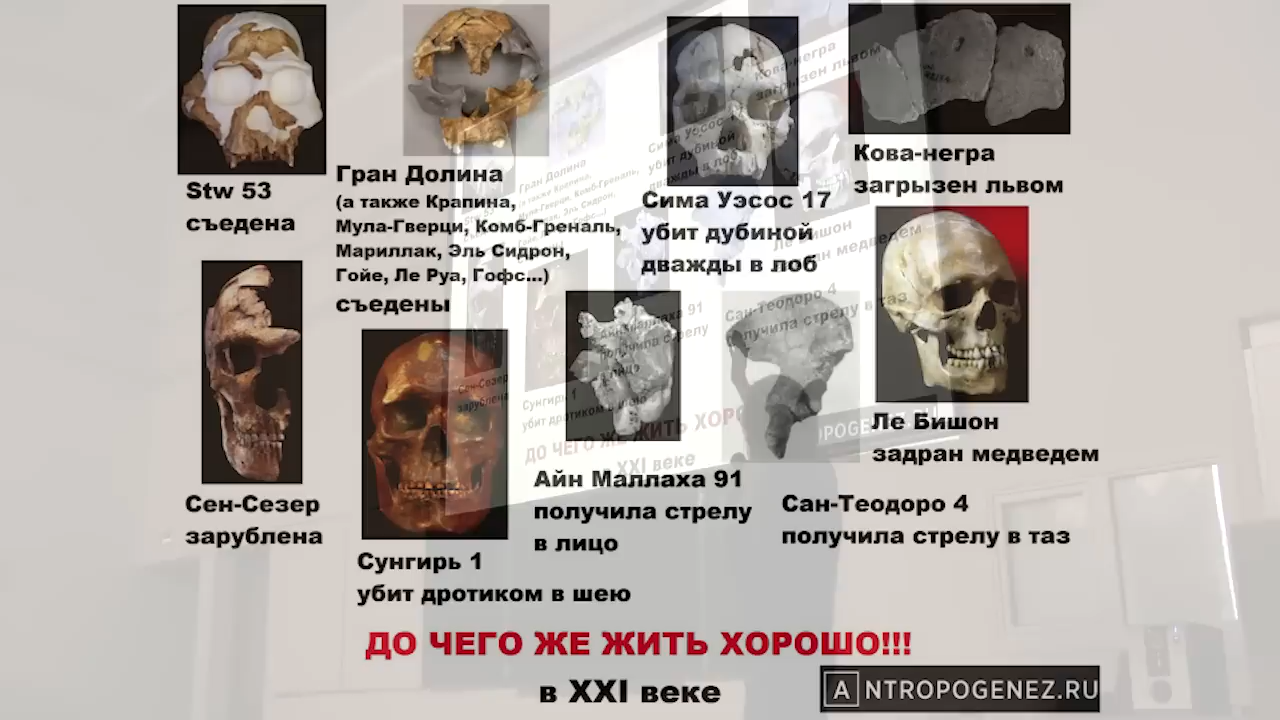 Stw 53
съедена
Гран Долина
(а также Крапина,
Мула-Гверци, Комб-Греналь,
Мариллак, Эль Сидрон,
Гойе, Ле Руа, Гофс...)
съедены
Сима Уэсос 17
убит дубиной
дважды в лоб
Кова-негра
загрызен львом
Сен-Сезер
зарублена
Сунгирь 1
убит дротиком в шею
Айн Маллаха 91
получила стрелу
в лицо
Сан-Теодоро 4
получила стрелу в таз
Ле Бишон
задран медведем
ДО ЧЕГО ЖЕ ЖИТЬ ХОРОШО!!!
в XXI веке
ANTROPOGENEZ.RU